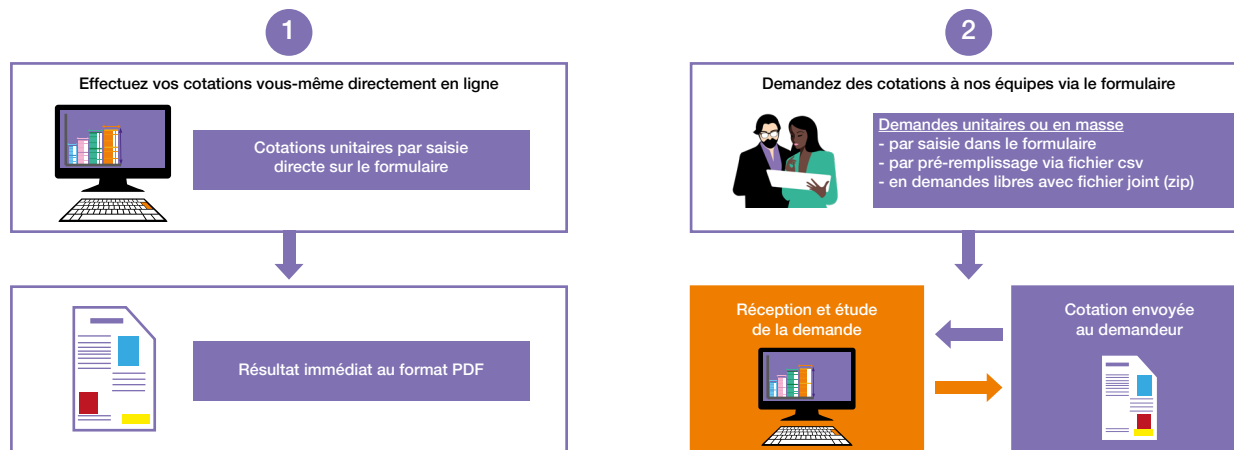 1
Effectuez vos cotations vous-même directement en ligne
Cotations unitaires par saisie
directe sur le formulaire
Résultat immédiat au format PDF
2
Demandez des cotations à nos équipes via le formulaire
Demandes unitaires ou en masse
- par saisie dans le formulaire
- par pré-remplissage via fichier csv
- en demandes libres avec fichier joint (zip)
Réception et étude
de la demande
Cotation envoyée
au demandeur